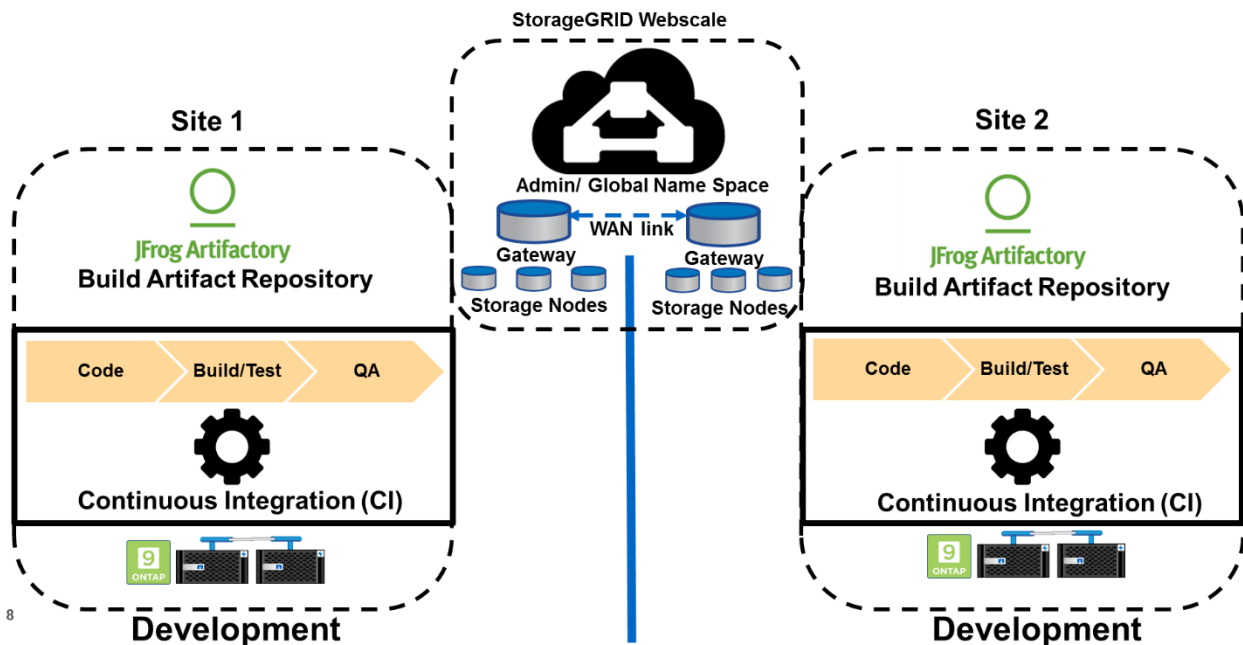 StorageGRID Webscale
Admin/ Global Name Space
WAN link
Gateway
Gateway
Storage Nodes
Storage Nodes
Site 1
JFrog Artifactory
Build Artifact Repository
Code
Build/Test
QA
Continuous Integration (CI)
9
ONTAP
Development
Site 2
JFrog Artifactory
Build Artifact Repository
Code
Build/Test
QA
Continuous Integration (CI)
9
ONTAP
Development
8